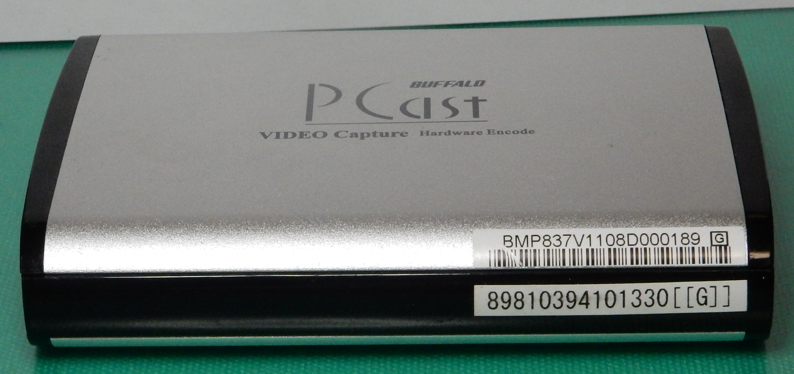 BUFFALO
PCast
VIDEO Capture Hardware Encode
BMP837V1108D000189 G
89810394101330[[G]]